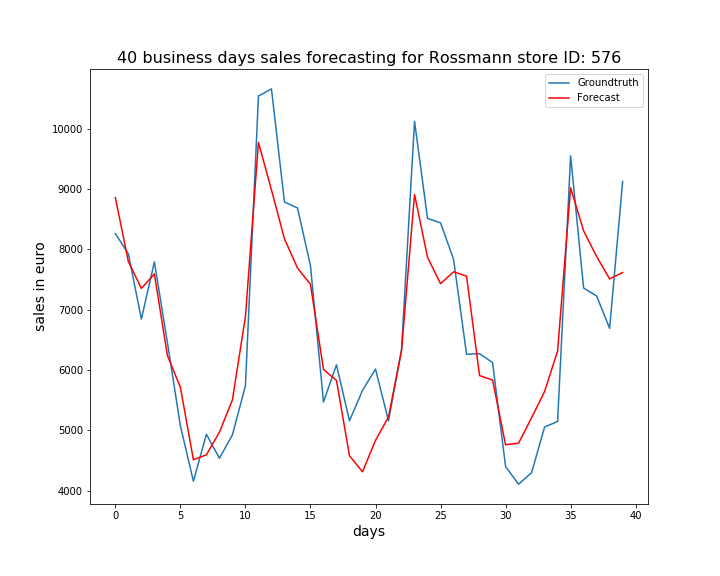 40 business days sales forecasting for Rossmann store ID: 576
Groundtruth
Forecast
sales in euro
10000
9000
8000
7000
6000
5000
4000
0 5 10 15 20 25 30 35 40
days